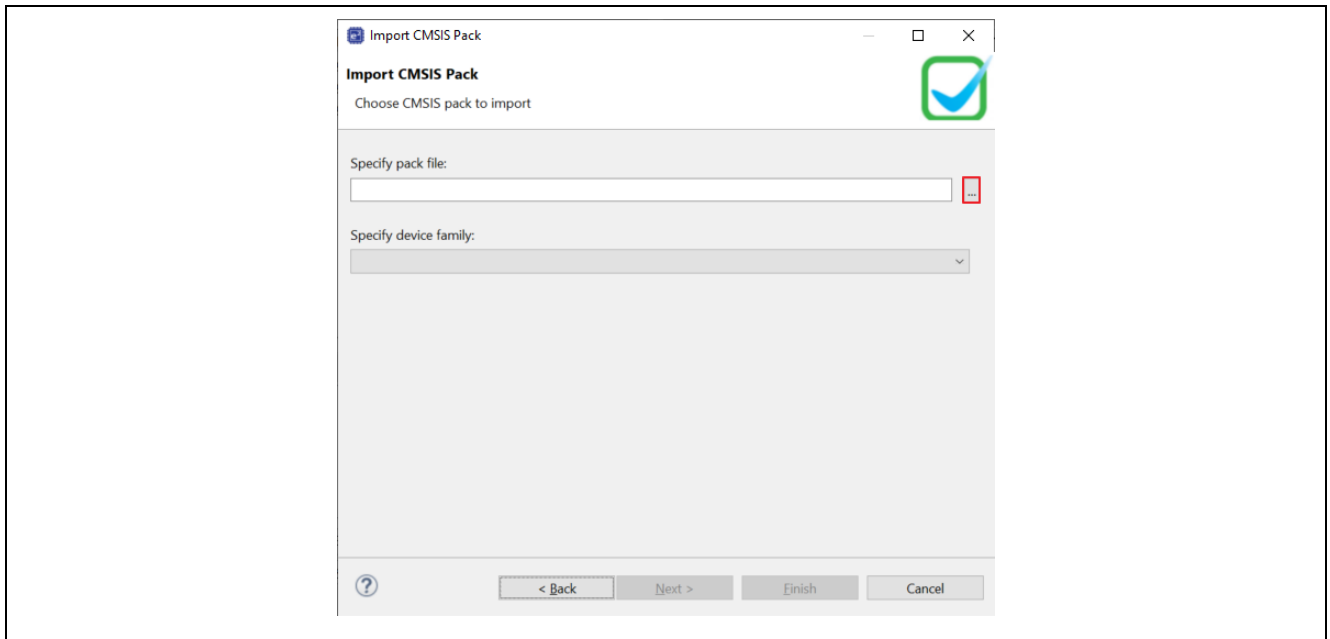 Import CMSIS Pack
Import CMSIS Pack
Choose CMSIS pack to import
Specify pack file:
...
Specify device family:
?
< Back Next > Finish Cancel